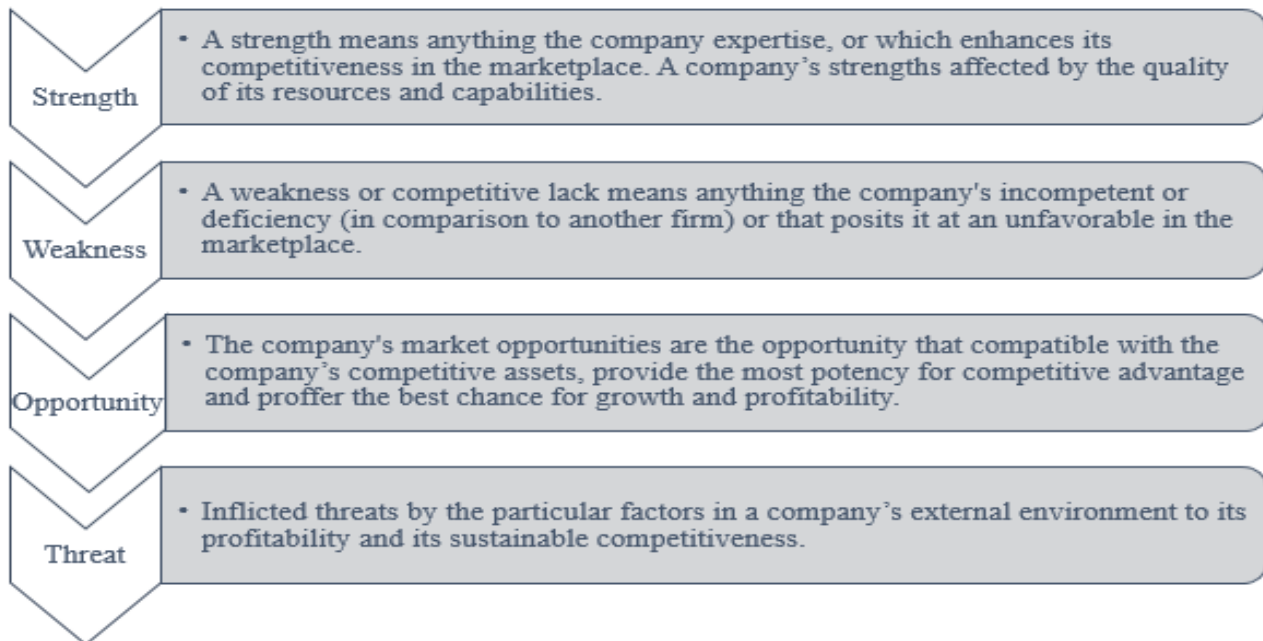 Strength
• A strength means anything the company expertise, or which enhances its
competitiveness in the marketplace. A company's strengths affected by the quality
of its resources and capabilities.
Weakness
• A weakness or competitive lack means anything the company's incompetent or
deficiency (in comparison to another firm) or that posits it at an unfavorable in the
marketplace.
Opportunity
• The company's market opportunities are the opportunity that compatible with the
company's competitive assets, provide the most potency for competitive advantage
and proffer the best chance for growth and profitability.
Threat
• Inflicted threats by the particular factors in a company's external environment to its
profitability and its sustainable competitiveness.